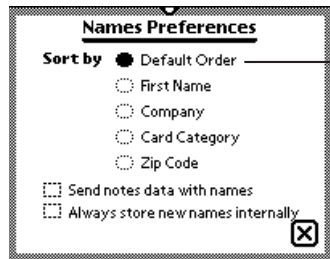 Names Preferences
Sort by Default Order
First Name
Company
Card Category
Zip Code
Send notes data with names
Always store new names internally